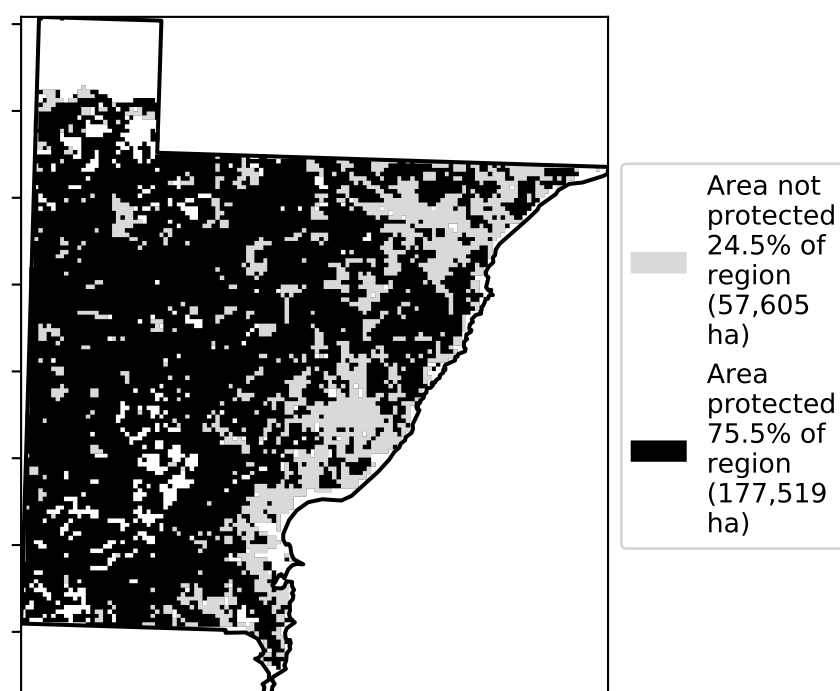 Area not
protected
24.5% of
region
(57,605
ha)
Area
protected
75.5% of
region
(177,519
ha)